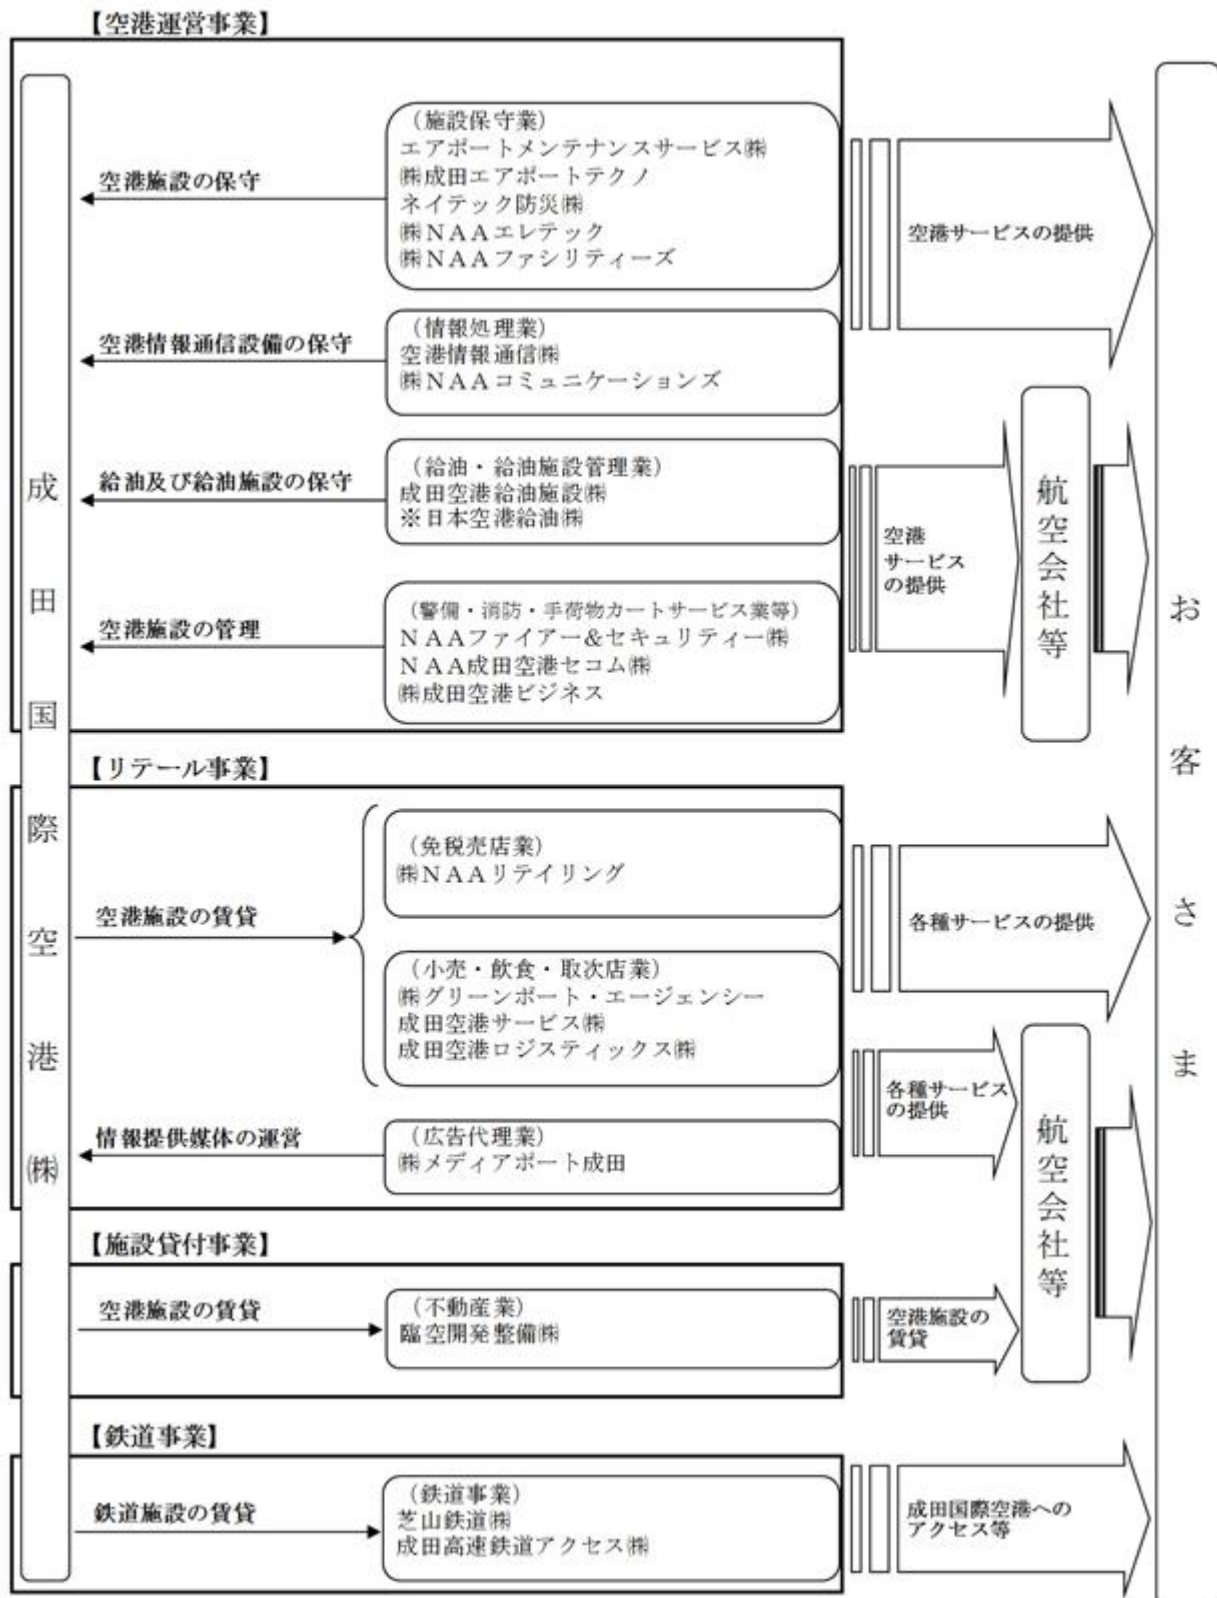 【空港運営事業】
成田国際空港㈱
空港施設の保守
（施設保守業）
エアポートメンテナンスサービス㈱
㈱成田エアポートテクノ
ネイテック防災㈱
㈱ＮＡＡエレテック
㈱ＮＡＡファシリティーズ
空港サービスの提供
空港情報通信設備の保守
（情報処理業）
空港情報通信㈱
㈱ＮＡＡコミュニケーションズ
給油及び給油施設の保守
（給油・給油施設管理業）
成田空港給油施設㈱
※日本空港給油㈱
空港
サービス
の提供
航空会社等
お客さま
空港施設の管理
（警備・消防・手荷物カートサービス業等）
ＮＡＡファイアー＆セキュリティー㈱
ＮＡＡ成田空港セコム㈱
㈱成田空港ビジネス
【リテール事業】
空港施設の賃貸
（免税売店業）
㈱ＮＡＡリテイリング
各種サービスの提供
（小売・飲食・取次店業）
㈱グリーンポート・エージェンシー
成田空港サービス㈱
成田空港ロジスティックス㈱
各種サービス
の提供
航空会社等
情報提供媒体の運営
（広告代理業）
㈱メディアポート成田
【施設貸付事業】
空港施設の賃貸
（不動産業）
臨空開発整備㈱
空港施設の
賃貸
【鉄道事業】
鉄道施設の賃貸
（鉄道事業）
芝山鉄道㈱
成田高速鉄道アクセス㈱
成田国際空港への
アクセス等